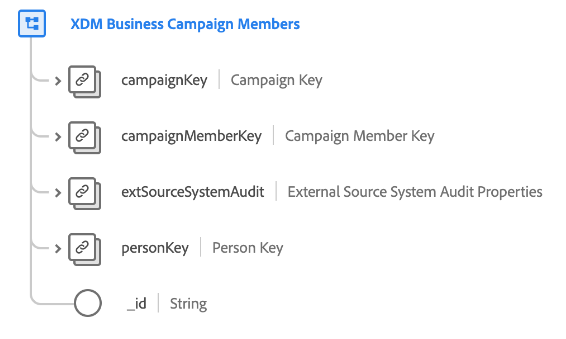 XDM Business Campaign Members
campaignKey | Campaign Key
campaignMemberKey | Campaign Member Key
extSourceSystemAudit | External Source System Audit Properties
personKey | Person Key
_id | String